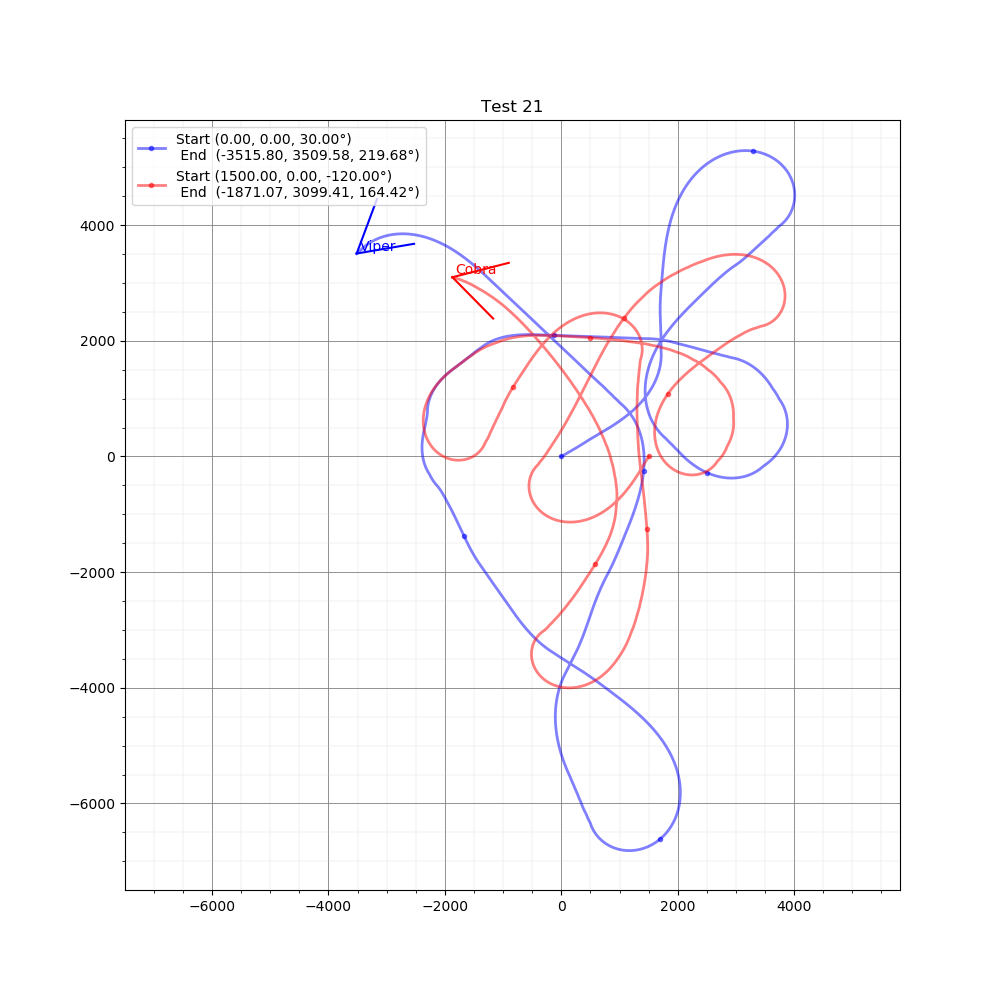 Test 21
Start (0.00, 0.00, 30.00°)
End (-3515.80, 3509.58, 219.68°)
Start (1500.00, 0.00, -120.00°)
End (-1871.07, 3099.41, 164.42°)
Viper
Cobra
4000
2000
0
−2000
−4000
−6000
−6000 −4000 −2000 0 2000 4000